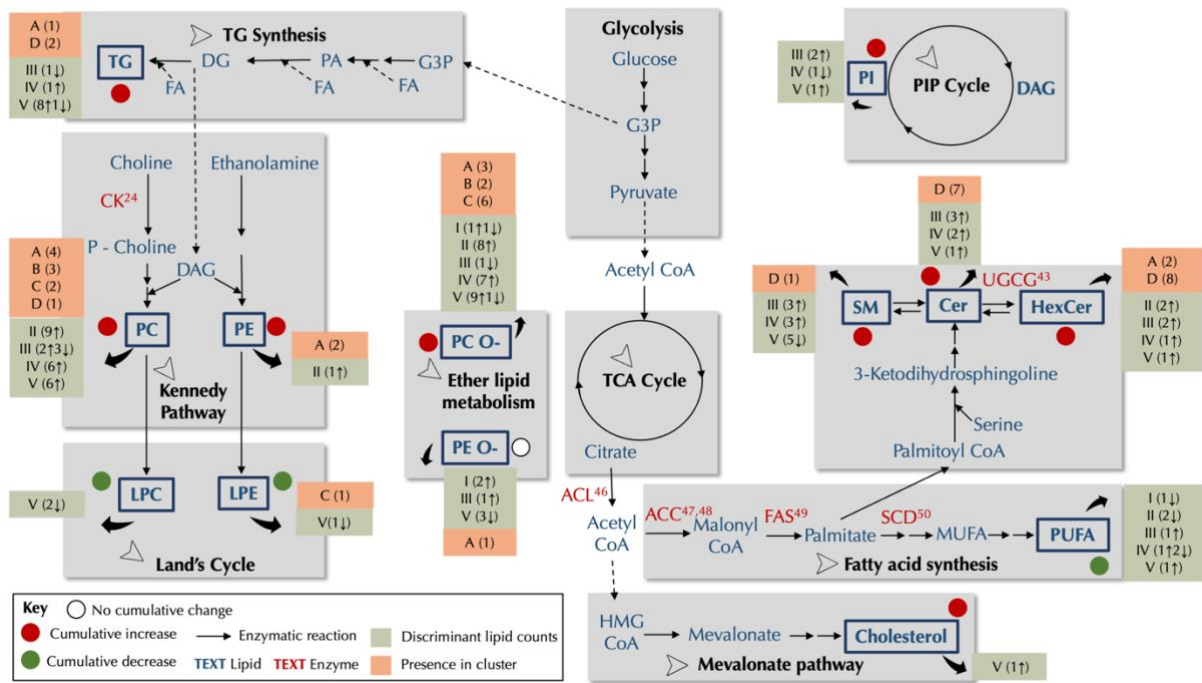 A (1)
D (2)
III (1↓)
IV (1↑)
V (8↑1↓)
TG Synthesis
TG
DG
PA
G3P
FA
FA
FA
Glycolysis
Glucose
G3P
Pyruvate
Acetyl CoA
III (2↑)
IV (1↓)
V (1↑)
PI
PIP Cycle
DAG
Choline
Ethanolamine
CK24
P - Choline
DAG
A (4)
B (3)
C (2)
D (1)
II (9↑)
III (2↑3↓)
IV (6↑)
V (6↑)
PC
PE
A (2)
II (1↑)
Kennedy
Pathway
V (2↓)
LPC
LPE
C (1)
V(1↓)
Land's Cycle
A (3)
B (2)
C (6)
I (1↑1↓)
II (8↑)
III (1↓)
IV (7↑)
V (9↑1↓)
PC O-
Ether lipid
metabolism
PE O-
I (2↑)
III (1↑)
V (3↓)
A (1)
TCA Cycle
Citrate
ACL46
Acetyl
CoA
D (7)
III (3↑)
IV (2↑)
V (1↑)
D (1)
III (3↑)
IV (3↑)
V (5↓)
A (2)
D (8)
II (2↑)
III (2↑)
IV (1↑)
V (1↑)
UGCG43
SM
Cer
HexCer
3-Ketodihydrosphingoline
Serine
Palmitoyl CoA
ACC47,48
Malonyl
CoA
FAS49
Palmitate
SCD50
MUFA
PUFA
Fatty acid synthesis
I (1↓)
II (2↓)
III (1↑)
IV (1↑2↓)
V (1↑)
HMG
CoA
Mevalonate
Cholesterol
Mevalonate pathway
V (1↑)
Key
No cumulative change
Cumulative increase
Enzymatic reaction
Discriminant lipid counts
Cumulative decrease
TEXT Lipid
TEXT Enzyme
Presence in cluster